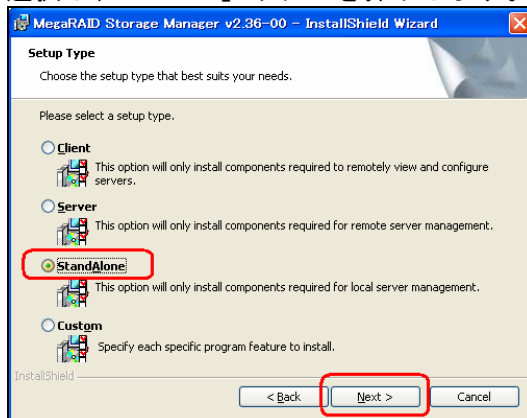 MegaRAID Storage Manager v2.36-00 - InstallShield Wizard
Setup Type
Choose the setup type that best suits your needs.
Please select a setup type.
Client
This option will only install components required to remotely view and configure
servers.
Server
This option will only install components required for remote server management.
StandAlone
This option will only install components required for local server management.
Custom
Specify each specific program feature to install.
InstallShield
< Back
Next >
Cancel